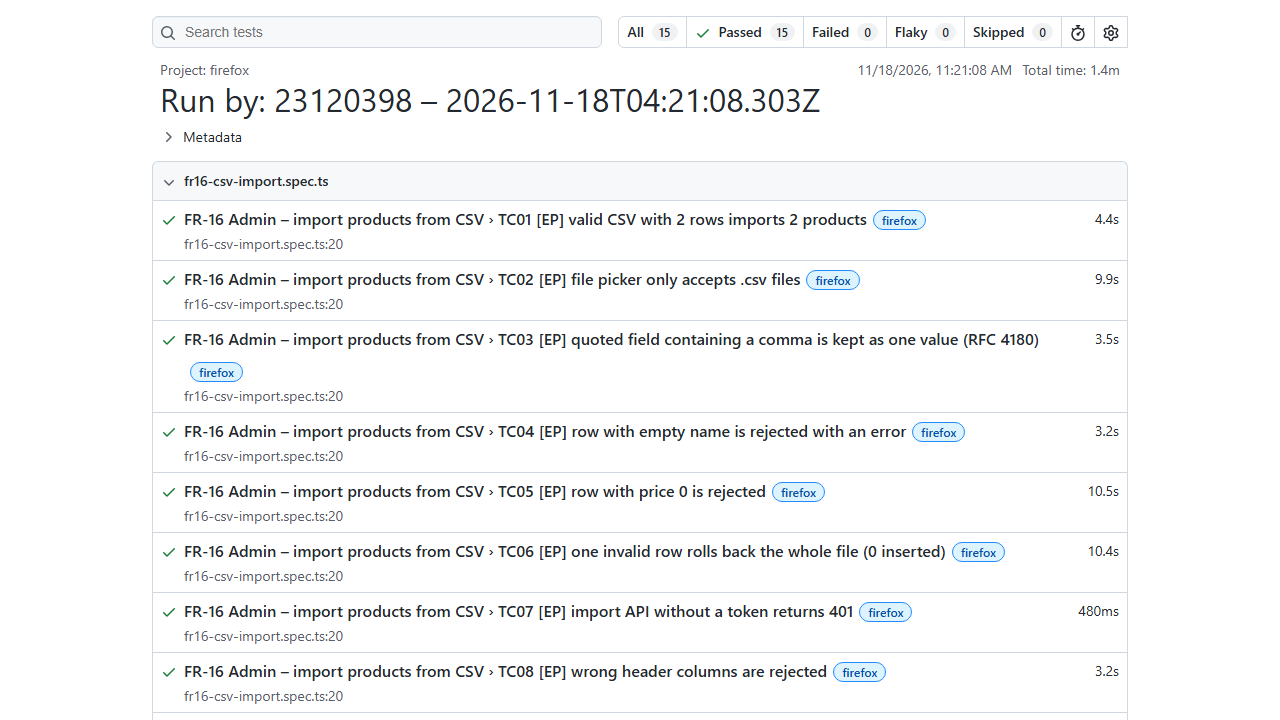 Search tests
All 15 Passed 15 Failed 0 Flaky 0 Skipped 0
Project: firefox 11/18/2026, 11:21:08 AM Total time: 1.4m
Run by: 23120398 – 2026-11-18T04:21:08.303Z
Metadata
fr16-csv-import.spec.ts
FR-16 Admin – import products from CSV › TC01 [EP] valid CSV with 2 rows imports 2 products firefox 4.4s
fr16-csv-import.spec.ts:20
FR-16 Admin – import products from CSV › TC02 [EP] file picker only accepts .csv files firefox 9.9s
fr16-csv-import.spec.ts:20
FR-16 Admin – import products from CSV › TC03 [EP] quoted field containing a comma is kept as one value (RFC 4180) 3.5s
firefox
fr16-csv-import.spec.ts:20
FR-16 Admin – import products from CSV › TC04 [EP] row with empty name is rejected with an error firefox 3.2s
fr16-csv-import.spec.ts:20
FR-16 Admin – import products from CSV › TC05 [EP] row with price 0 is rejected firefox 10.5s
fr16-csv-import.spec.ts:20
FR-16 Admin – import products from CSV › TC06 [EP] one invalid row rolls back the whole file (0 inserted) firefox 10.4s
fr16-csv-import.spec.ts:20
FR-16 Admin – import products from CSV › TC07 [EP] import API without a token returns 401 firefox 480ms
fr16-csv-import.spec.ts:20
FR-16 Admin – import products from CSV › TC08 [EP] wrong header columns are rejected firefox 3.2s
fr16-csv-import.spec.ts:20